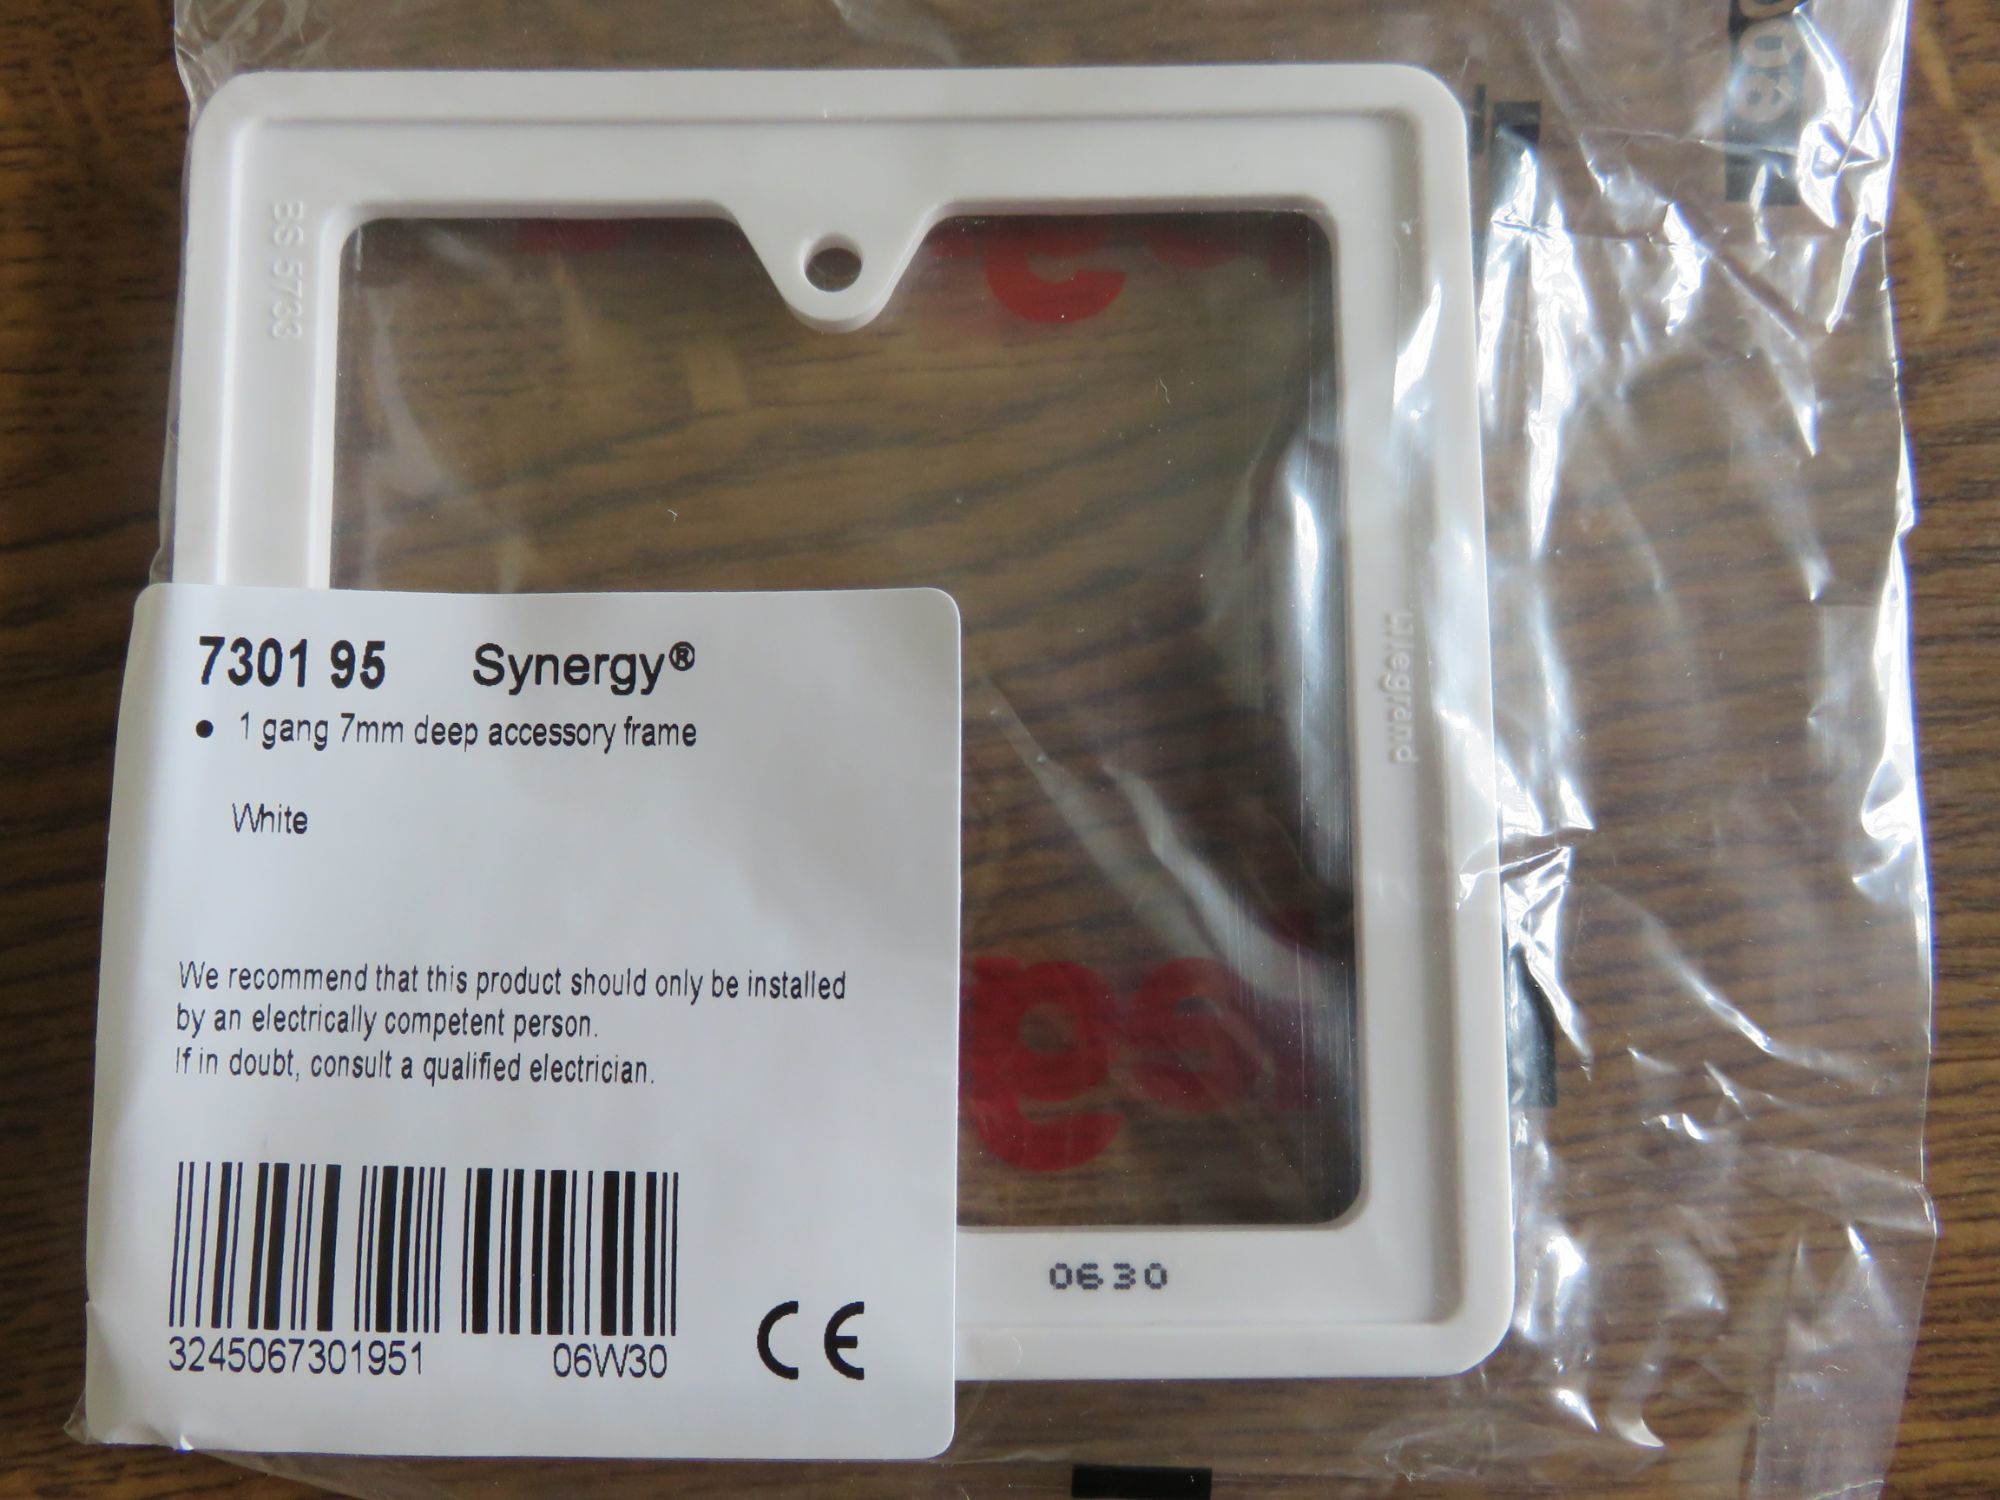 BS 5733
legrand
7301 95 Synergy®
• 1 gang 7mm deep accessory frame
White
We recommend that this product should only be installed
by an electrically competent person.
If in doubt, consult a qualified electrician.
0630
3245067301951 06W30 CE